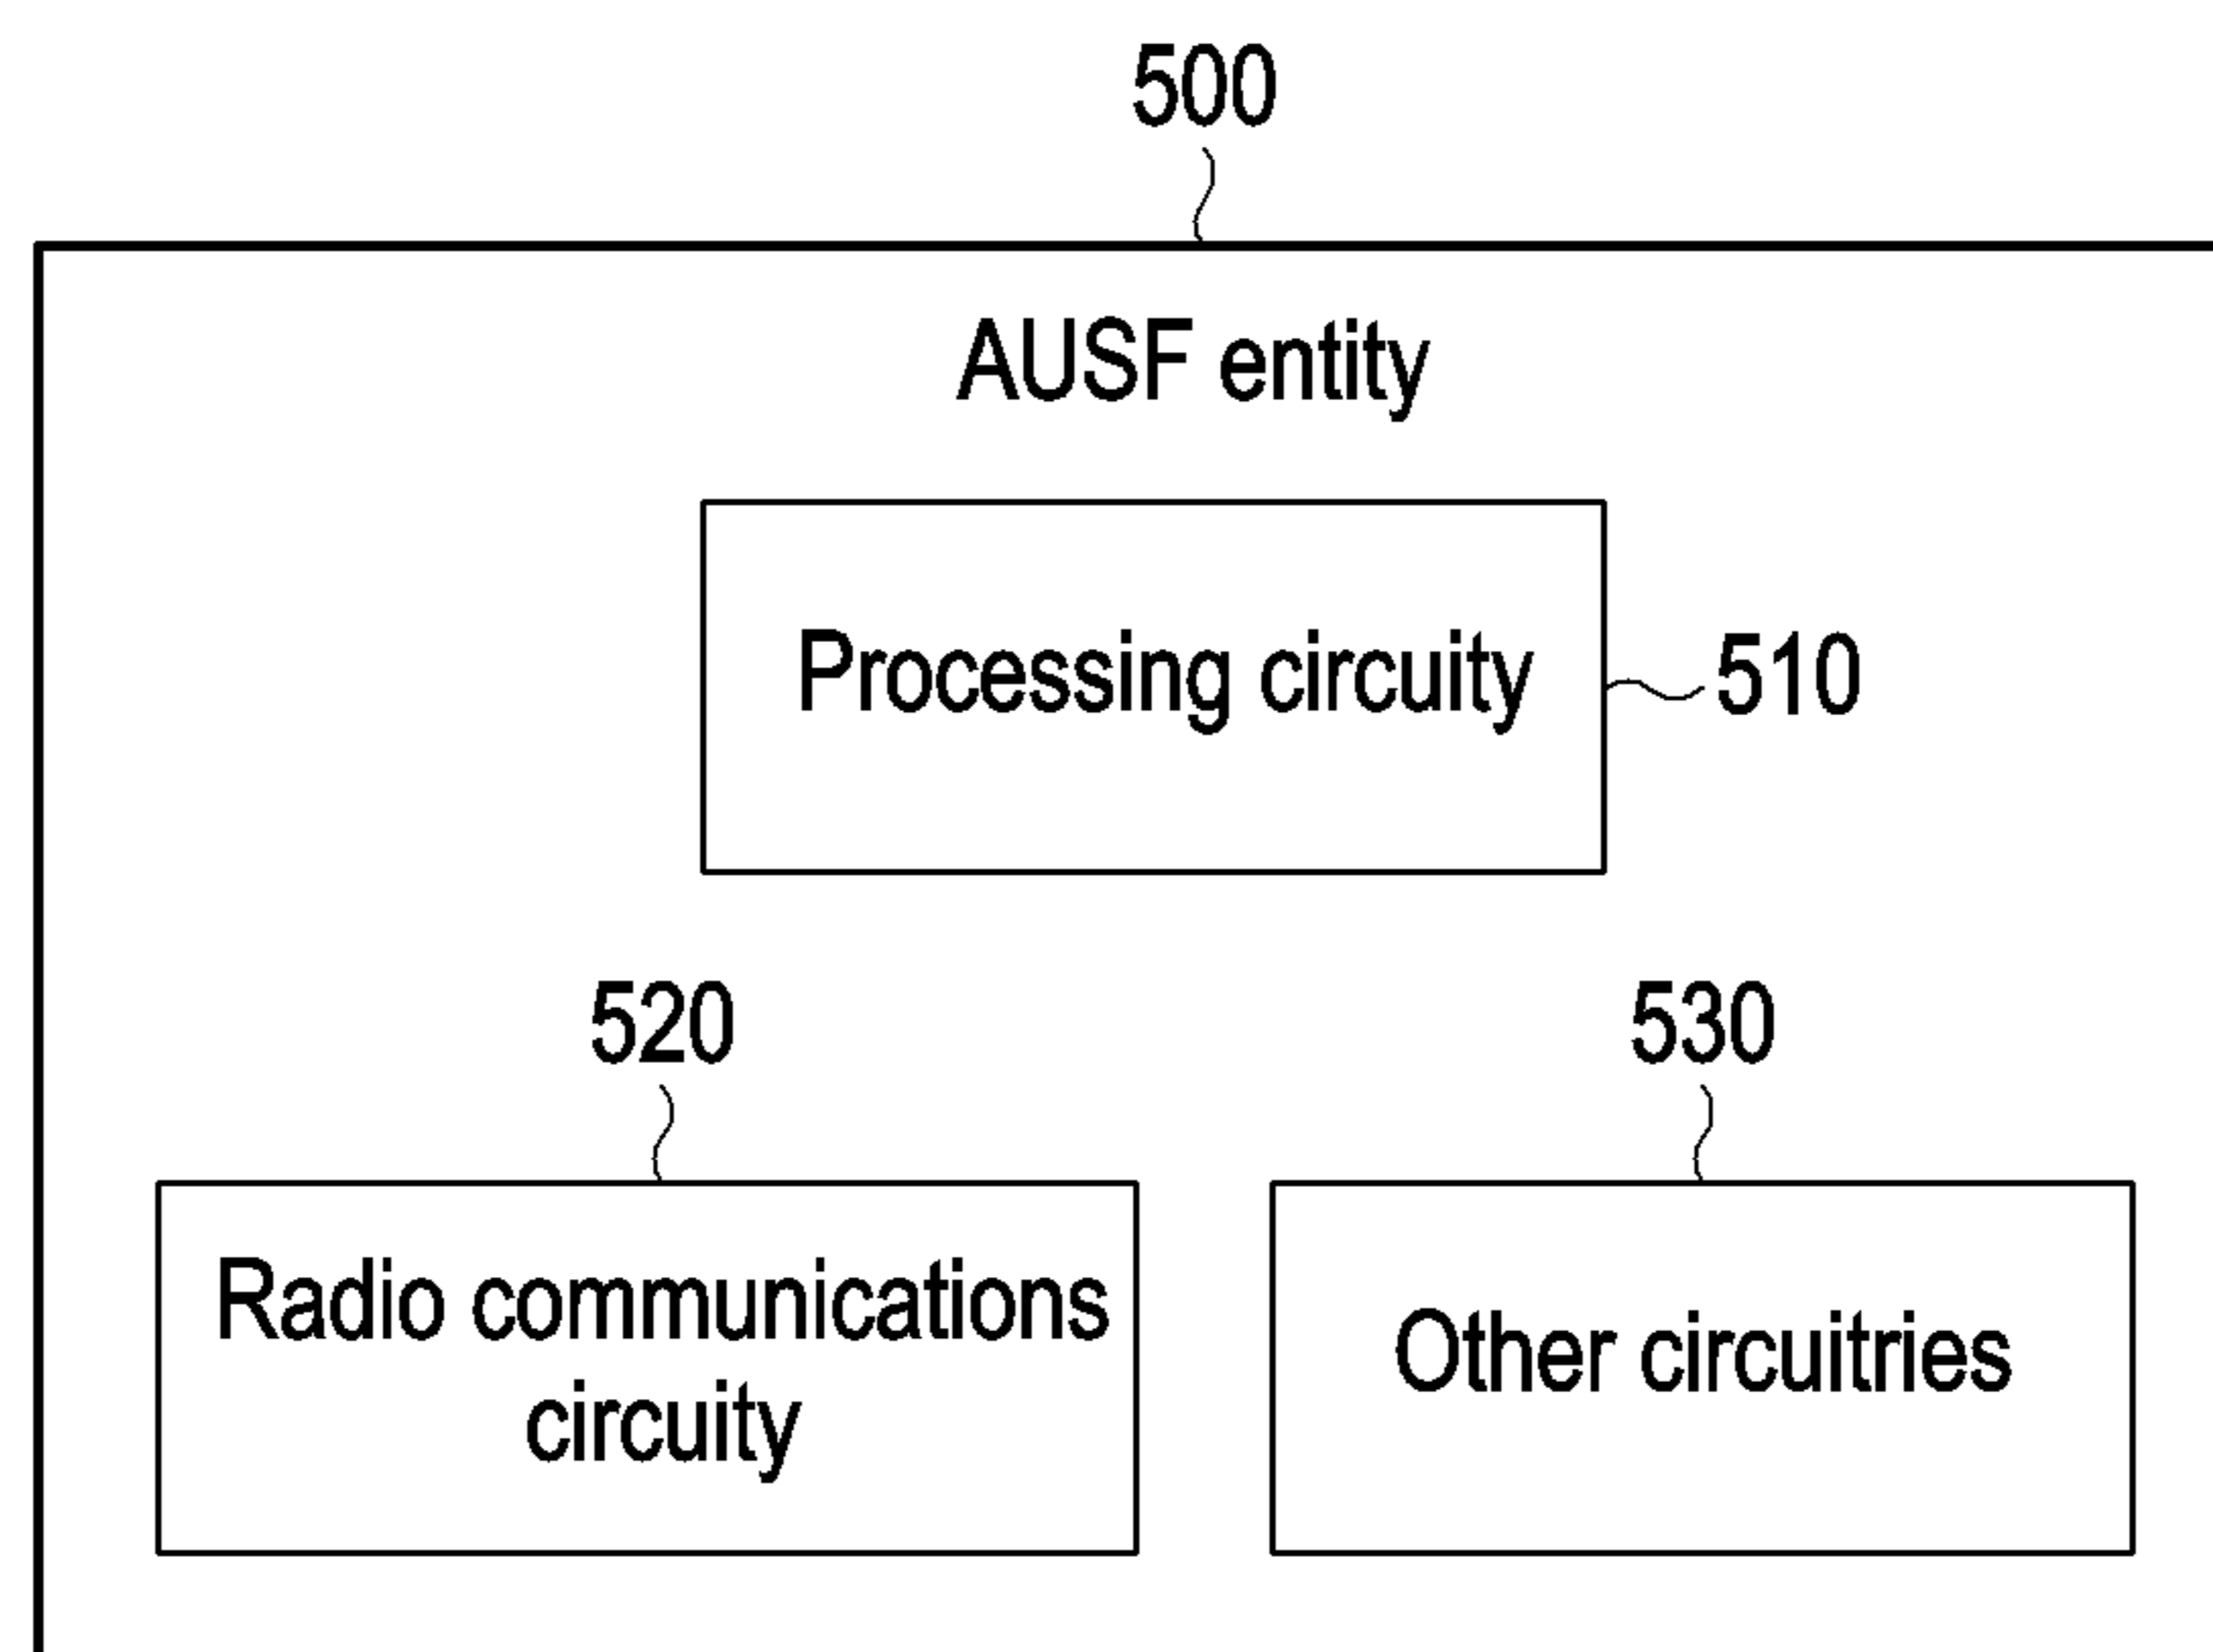 500
AUSF entity
Processing circuity
510
520
530
Radio communications
circuity
Other circuitries